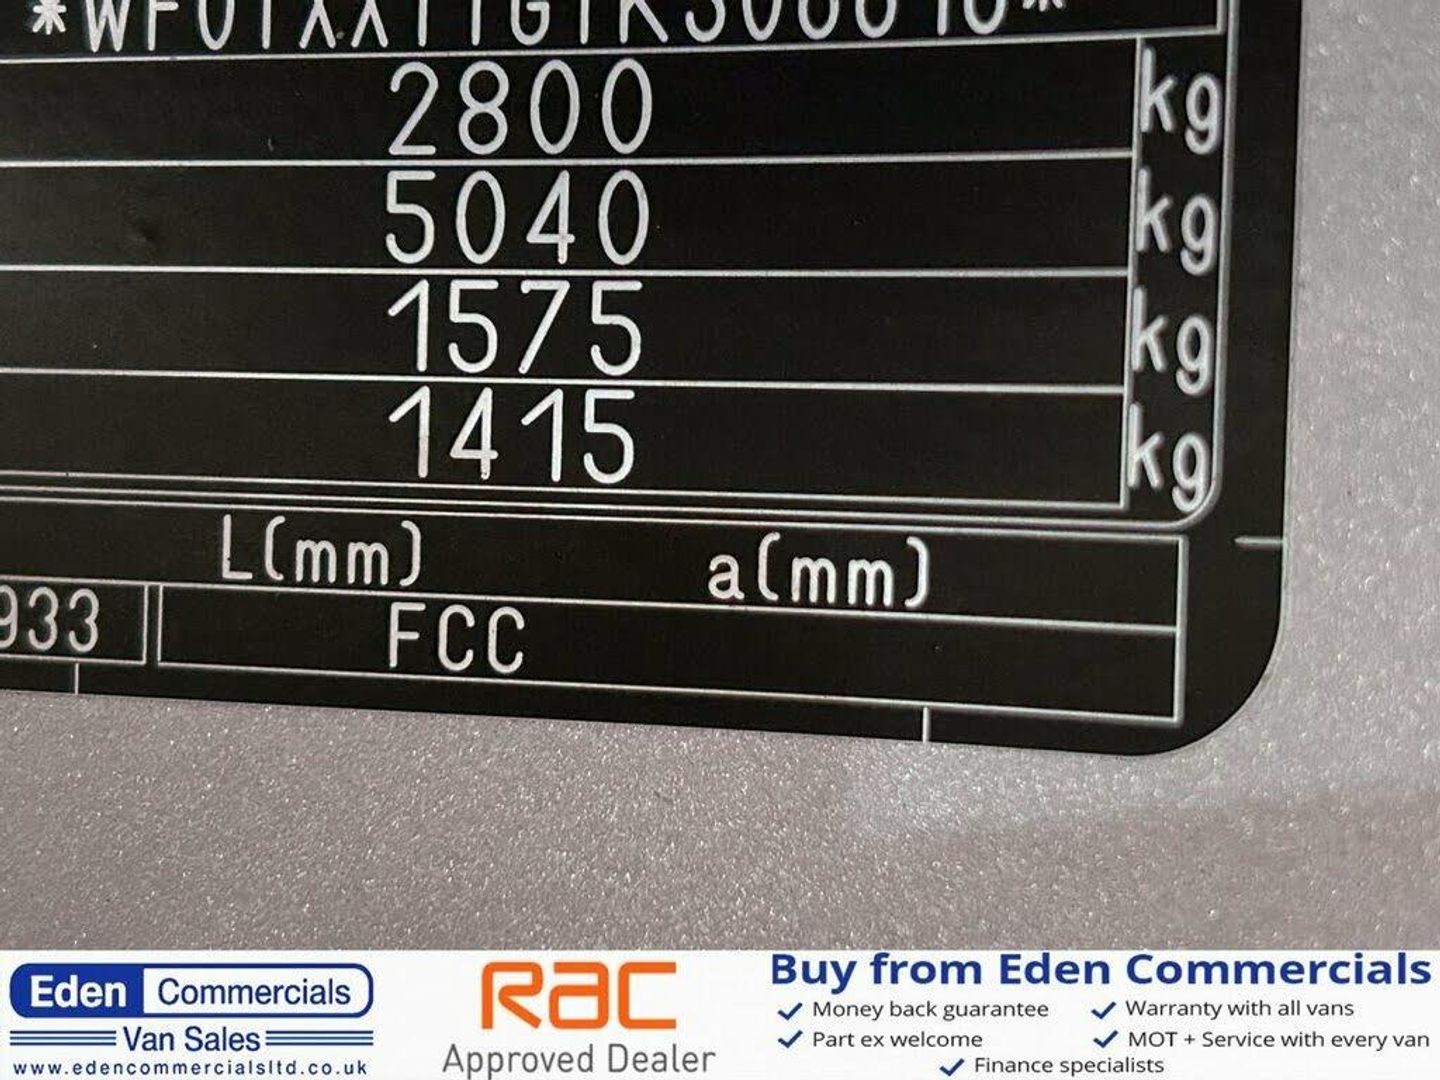 2800 kg
5040 kg
1575 kg
1415 kg
L(mm) a(mm)
933 FCC
Eden Commercials
Van Sales
www.edencommercialsltd.co.uk
RAC
Approved Dealer
Buy from Eden Commercials
Money back guarantee
Warranty with all vans
Part ex welcome
MOT + Service with every van
Finance specialists